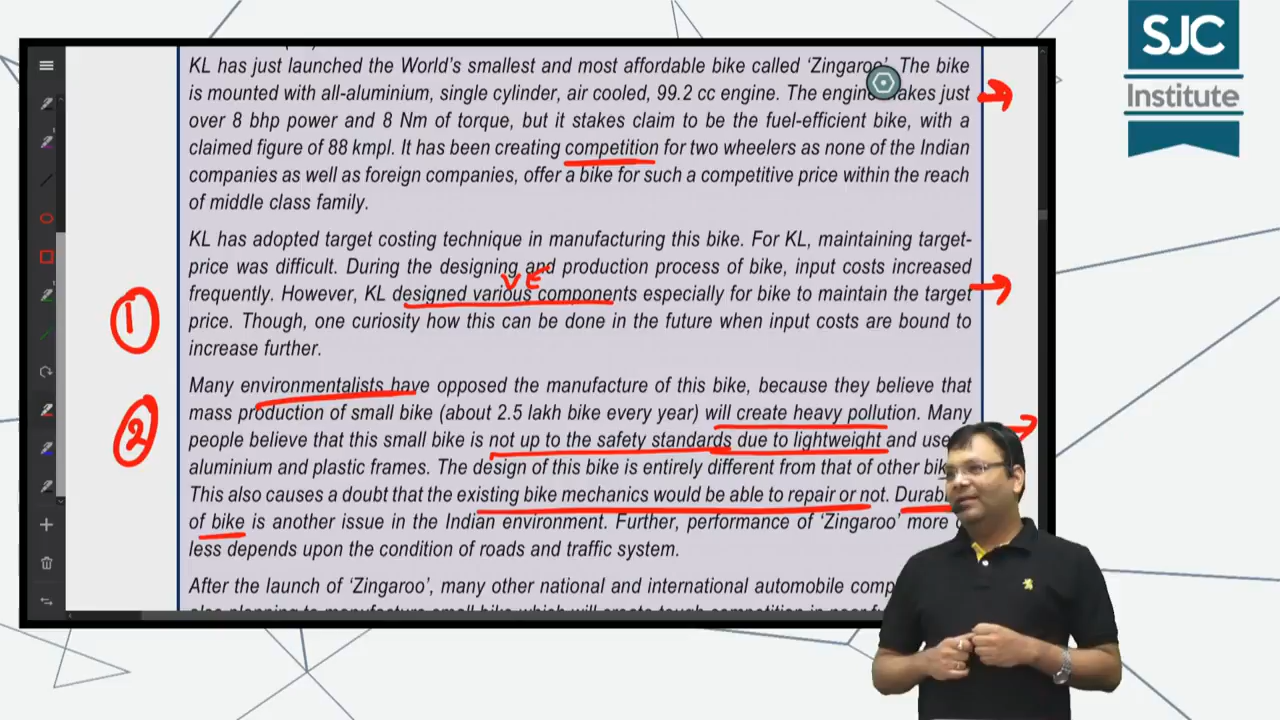 SJC
Institute
KL has just launched the World's smallest and most affordable bike called 'Zingaroo'. The bike
is mounted with all-aluminium, single cylinder, air cooled, 99.2 cc engine. The engine makes just
over 8 bhp power and 8 Nm of torque, but it stakes claim to be the fuel-efficient bike, with a
claimed figure of 88 kmpl. It has been creating competition for two wheelers as none of the Indian
companies as well as foreign companies, offer a bike for such a competitive price within the reach
of middle class family.
KL has adopted target costing technique in manufacturing this bike. For KL, maintaining target-
price was difficult. During the designing and production process of bike, input costs increased
VE
frequently. However, KL designed various components especially for bike to maintain the target
1
price. Though, one curiosity how this can be done in the future when input costs are bound to
increase further.
Many environmentalists have opposed the manufacture of this bike, because they believe that
mass production of small bike (about 2.5 lakh bike every year) will create heavy pollution. Many
2
people believe that this small bike is not up to the safety standards due to lightweight and use
aluminium and plastic frames. The design of this bike is entirely different from that of other
This also causes a doubt that the existing bike mechanics would be able to repair or not.
of bike is another issue in the Indian environment. Further, performance of 'Zingaroo' more
less depends upon the condition of roads and traffic system.
After the launch of 'Zingaroo', many other national and international automobile